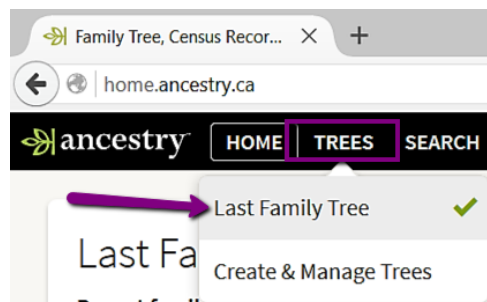 Family Tree, Census Recor...
home.ancestry.ca
ancestry HOME TREES SEARCH
Last Family Tree
Last Fa
Create & Manage Trees